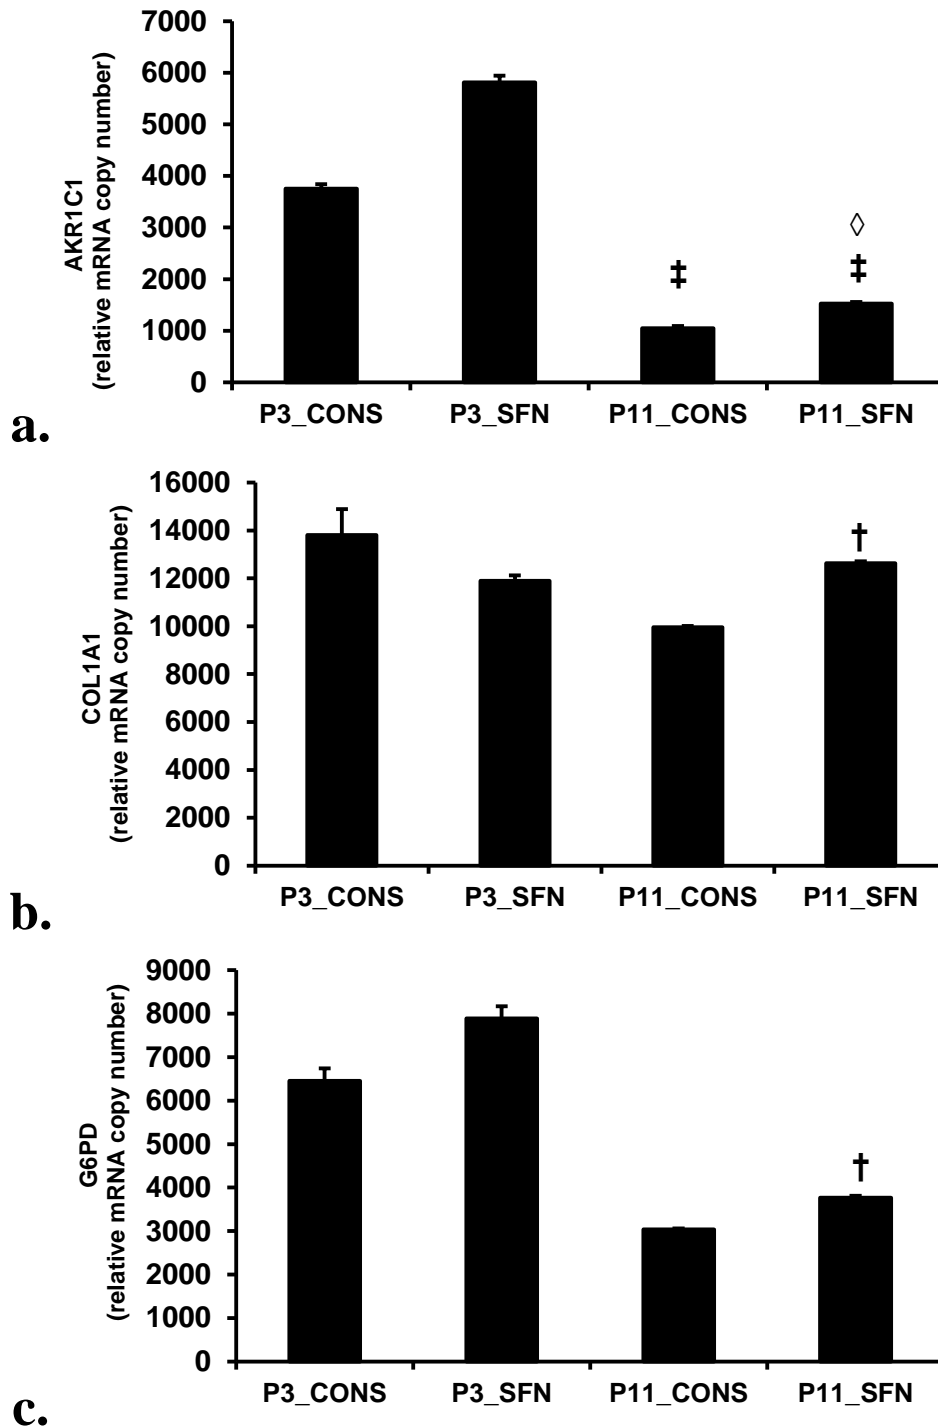 7000
6000
5000
4000
3000
2000
1000
0
AKR1C1
(relative mRNA copy number)
◊
‡
‡
P3_CONS P3_SFN P11_CONS P11_SFN
a.
16000
14000
12000
10000
8000
6000
4000
2000
0
COL1A1
(relative mRNA copy number)
†
P3_CONS P3_SFN P11_CONS P11_SFN
b.
9000
8000
7000
6000
5000
4000
3000
2000
1000
0
G6PD
(relative mRNA copy number)
†
P3_CONS P3_SFN P11_CONS P11_SFN
c.